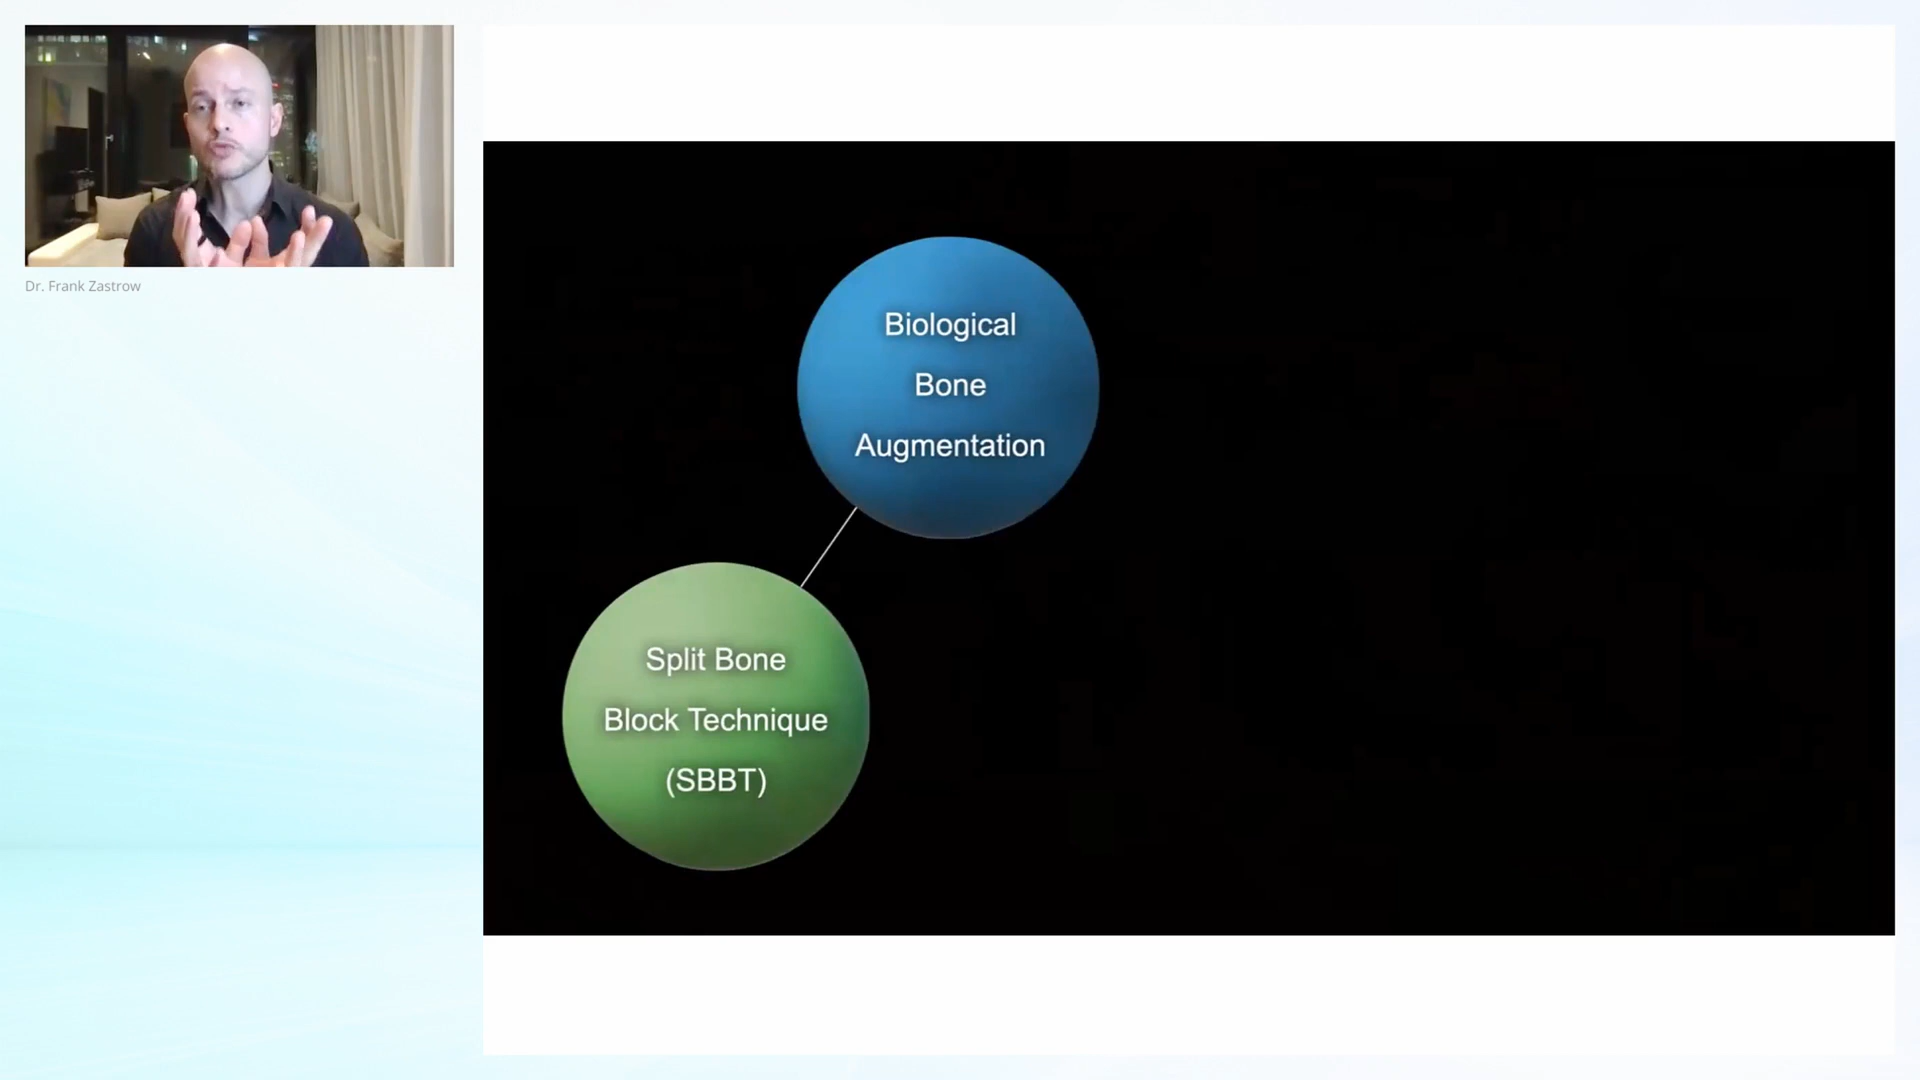 Dr. Frank Zastrow
Biological
Bone
Augmentation
Split Bone
Block Technique
(SBBT)